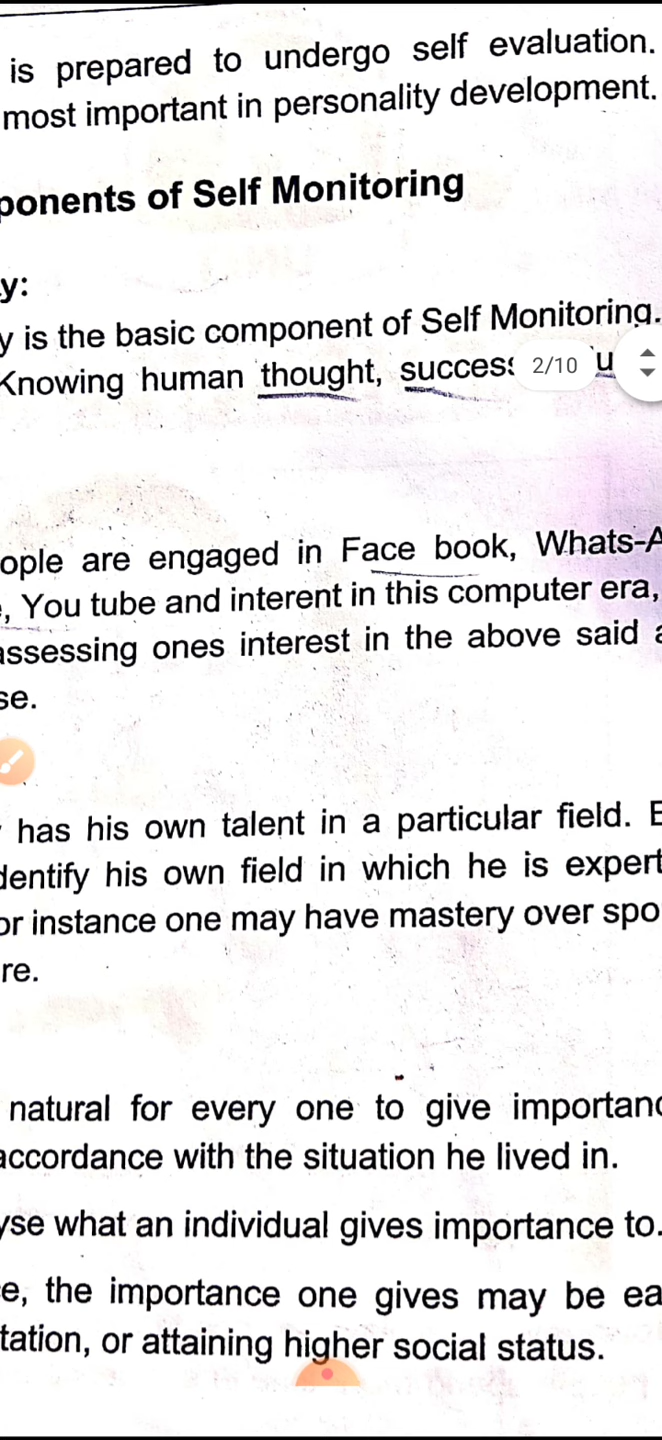 is prepared to undergo self evaluation.
most important in personality development.
ponents of Self Monitoring
y:
y is the basic component of Self Monitoring.
Knowing human thought, success
2/10
ople are engaged in Face book, Whats-A
, You tube and interent in this computer era,
assessing ones interest in the above said a
se.
has his own talent in a particular field. E
dentify his own field in which he is expert
or instance one may have mastery over spo
re.
natural for every one to give importanc
accordance with the situation he lived in.
yse what an individual gives importance to.
e, the importance one gives may be ea
tation, or attaining higher social status.